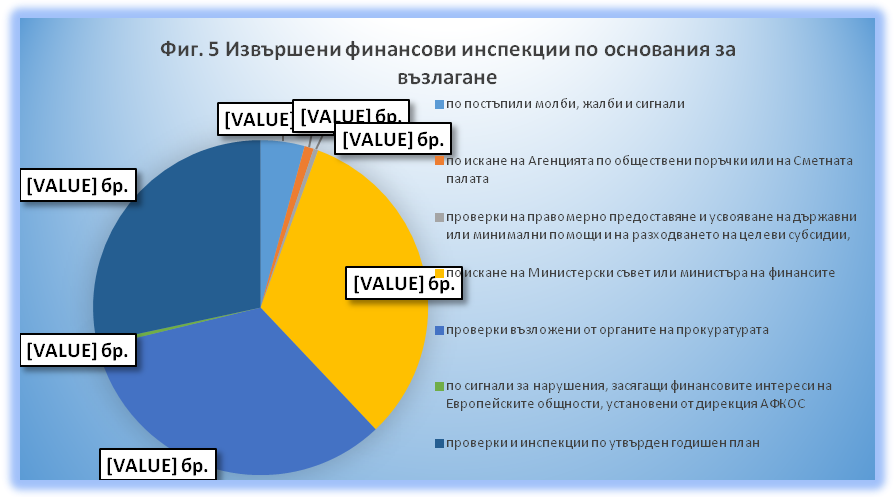 Фиг. 5 Извършени финансови инспекции по основания за
възлагане
[VALUE]
[VALUE] бр.
[VALUE] бр.
[VALUE] бр.
[VALUE] бр.
[VALUE] бр.
[VALUE] бр.
по постъпили молби, жалби и сигнали
по искане на Агенцията по обществени поръчки или на Сметната
палата
проверки на правомерно предоставяне и усвояване на държавни
или минимални помощи и на разходването на целеви субсидии,
по искане на Министерски съвет или министъра на финансите
проверки възложени от органите на прокуратурата
по сигнали за нарушения, засягащи финансовите интереси на
Европейските общности, установени от дирекция АФКОС
проверки и инспекции по утвърден годишен план